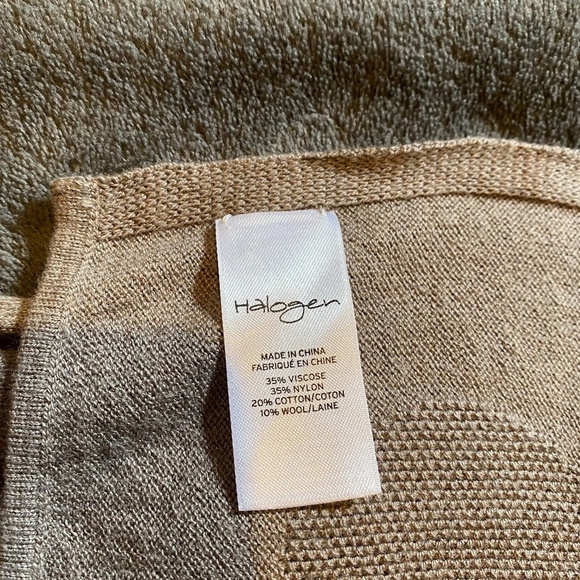 Halogen
MADE IN CHINA
FABRIQUÉ EN CHINE
35% VISCOSE
35% NYLON
20% COTTON/COTON
10% WOOL/LAINE